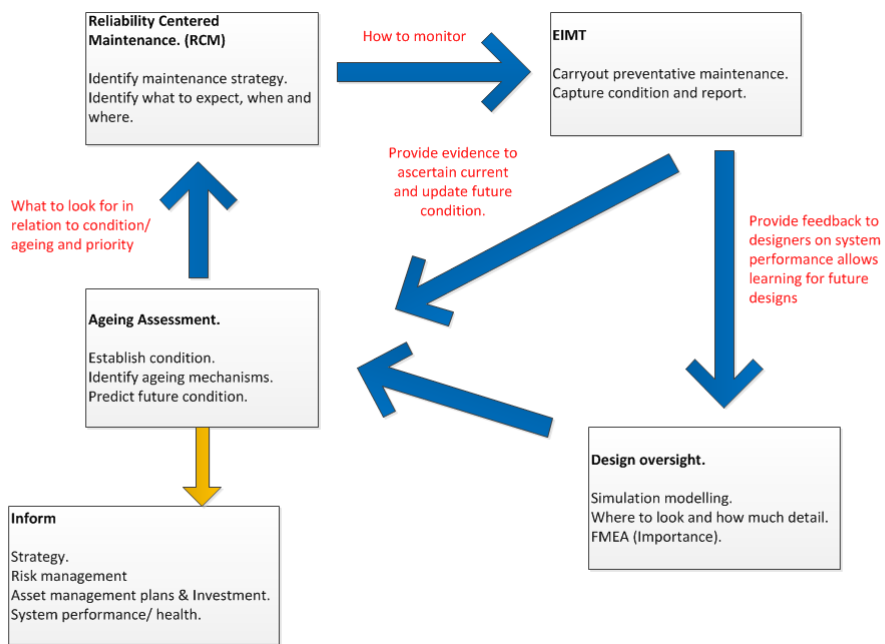 Reliability Centered
Maintenance. (RCM)
Identify maintenance strategy.
Identify what to expect, when and
where.
How to monitor
EIMT
Carryout preventative maintenance.
Capture condition and report.
What to look for in
relation to condition/
ageing and priority
Provide evidence to
ascertain current
and update future
condition.
Provide feedback to
designers on system
performance allows
learning for future
designs
Ageing Assessment.
Establish condition.
Identify ageing mechanisms.
Predict future condition.
Design oversight.
Simulation modelling.
Where to look and how much detail.
FMEA (Importance).
Inform
Strategy.
Risk management
Asset management plans & Investment.
System performance/ health.